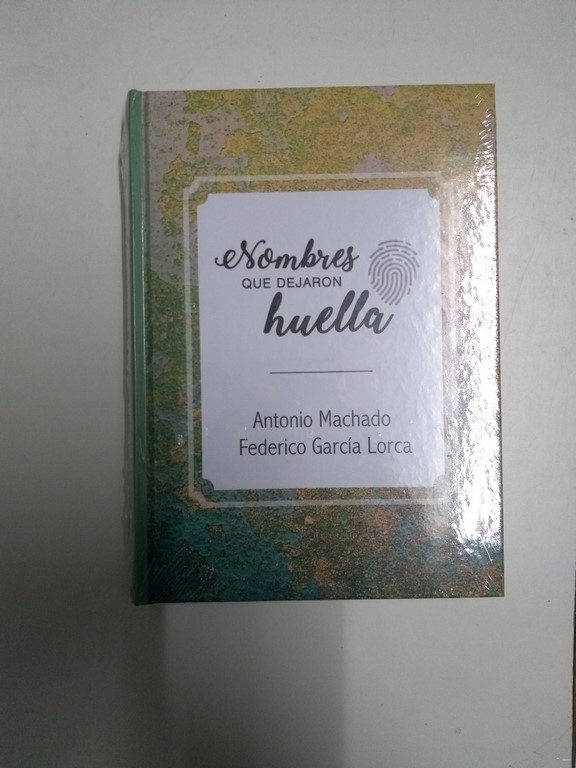 Nombres
QUE DEJARON
huella
Antonio Machado
Federico García Lorca